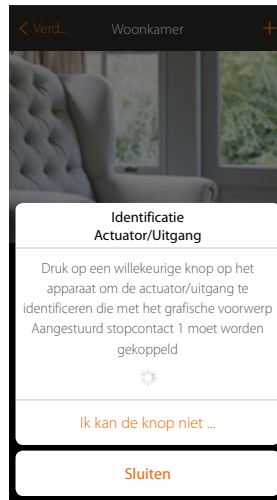 < Verd... Woonkamer +
Identificatie
Actuator/Uitgang
Druk op een willekeurige knop op het
apparaat om de actuator/uitgang te
identificeren die met het grafische voorwerp
Aangestuurd stopcontact 1 moet worden
gekoppeld
Ik kan de knop niet ...
Sluiten